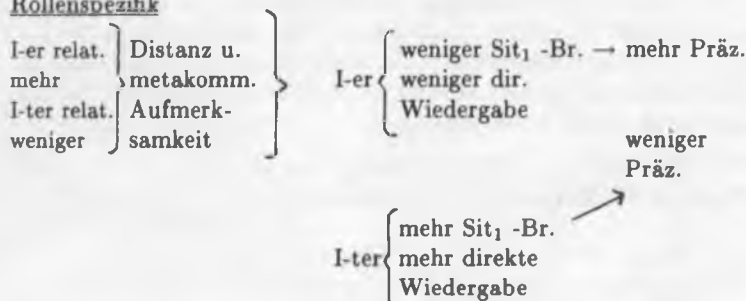 Rollenspezifik
I-er relat. Distanz u.
mehr metakomm.
I-ter relat. Aufmerk-
weniger samkeit
I-er weniger Sit₁ -Br. → mehr Präz.
weniger dir.
Wiedergabe
weniger
Präz.
I-ter mehr Sit₁ -Br.
mehr direkte
Wiedergabe